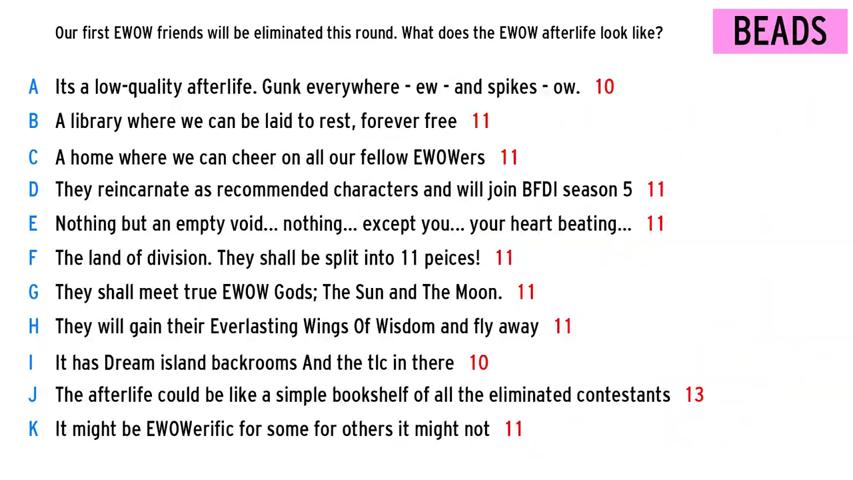 Our first EWOW friends will be eliminated this round. What does the EWOW afterlife look like?
BEADS
A Its a low-quality afterlife. Gunk everywhere - ew - and spikes - ow. 10
B A library where we can be laid to rest, forever free 11
C A home where we can cheer on all our fellow EWOWers 11
D They reincarnate as recommended characters and will join BFDI season 5 11
E Nothing but an empty void... nothing... except you... your heart beating... 11
F The land of division. They shall be split into 11 peices! 11
G They shall meet true EWOW Gods; The Sun and The Moon. 11
H They will gain their Everlasting Wings Of Wisdom and fly away 11
I It has Dream island backrooms And the tlc in there 10
J The afterlife could be like a simple bookshelf of all the eliminated contestants 13
K It might be EWOWerific for some for others it might not 11